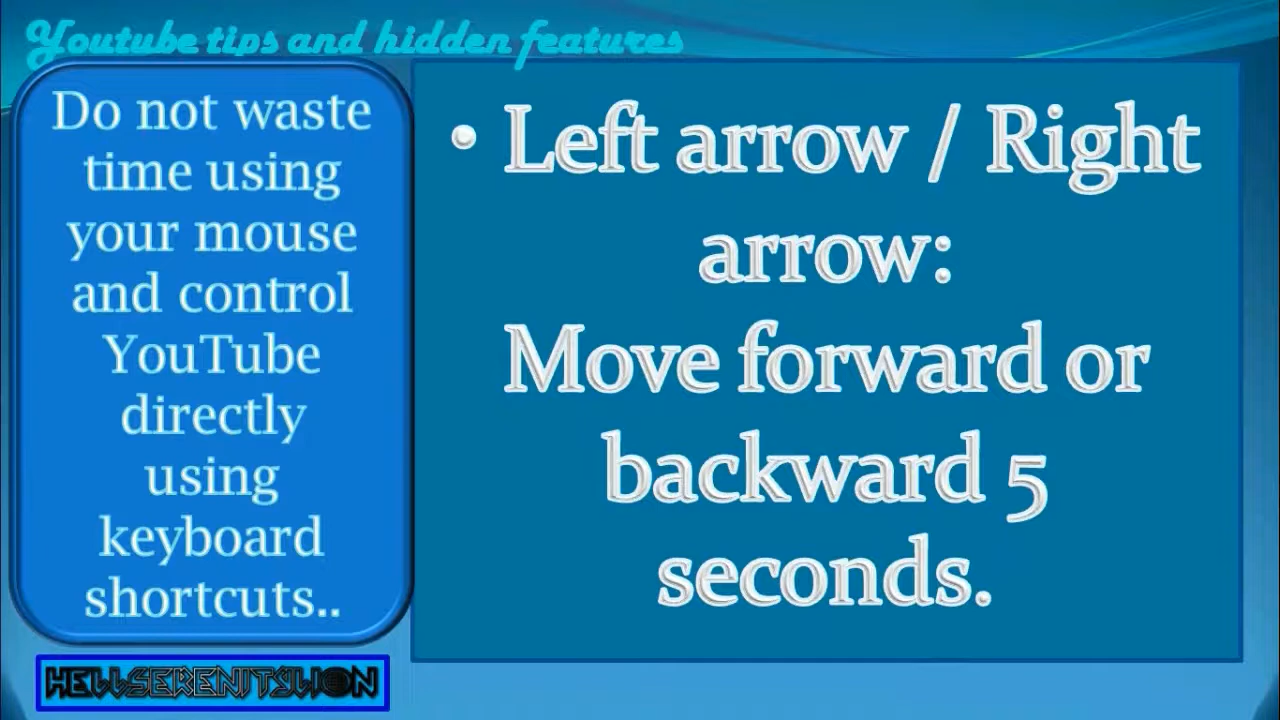 Youtube tips and hidden features
Do not waste
time using
your mouse
and control
YouTube
directly
using
keyboard
shortcuts..
• Left arrow / Right
arrow:
Move forward or
backward 5
seconds.
HELLSERENITYLION